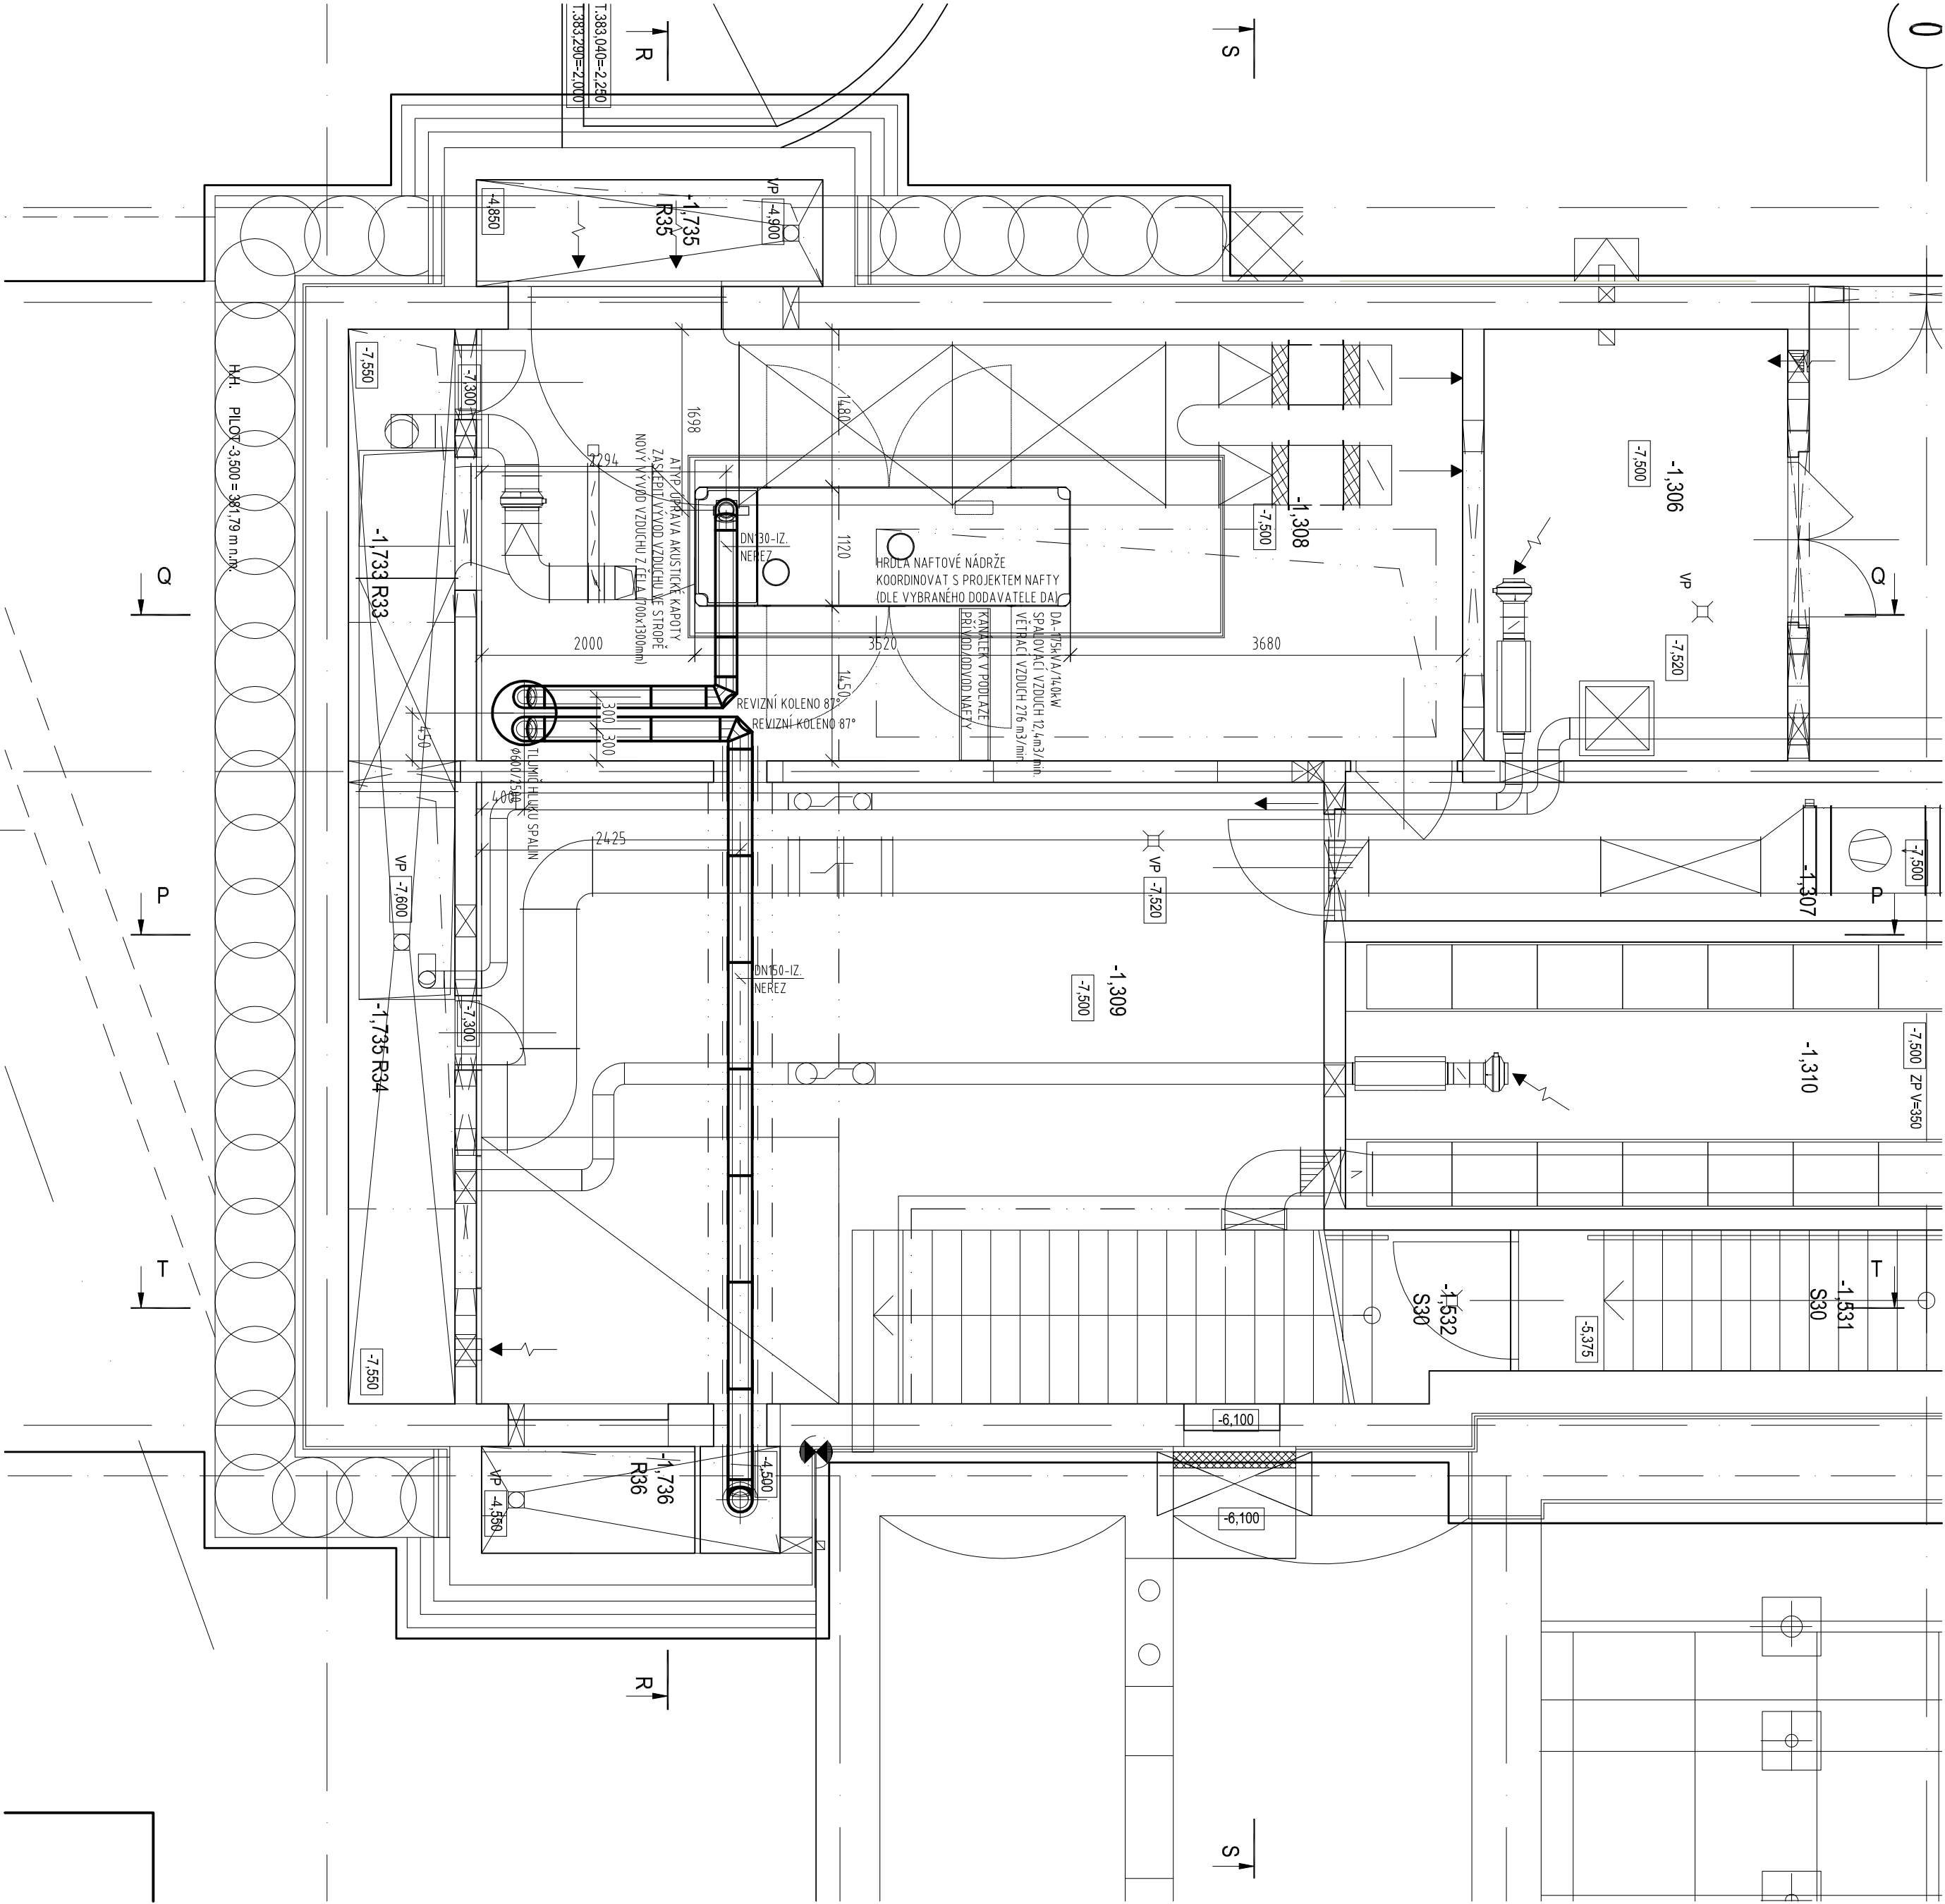 0
T.383,040=-2,250
T.383,290=-2,000
R
S
-4,850
-1,735
R35
VP -4,900
-7,550
-7,300
H.H. PILOT -3,500 = 381,79 m n.m.
1698
1480
2294
ATYP. ÚPRAVA AKUSTICKÉ KAPOTY
ZASLEPIT VÝVOD VZDUCHU VE STROPĚ
NOVÝ VÝVOD VZDUCHU Z ČELA (700x1300mm)
DN130-IZ.
NEREZ
1120
HRDLA NAFTOVÉ NÁDRŽE
KOORDINOVAT S PROJEKTEM NAFTY
(DLE VYBRANÉHO DODAVATELE DA)
-1,308
-7,500
-1,306
-7,500
VP
-7,520
Q
Q
-1,733 R33
2000
3520
3680
DA-175kVA/140kW
SPALOVACÍ VZDUCH 12,4m3/min.
VĚTRACÍ VZDUCH 276 m3/min.
KANÁLEK V PODLAZE
PŘÍVOD/ODVOD NAFTY
1450
REVIZNÍ KOLENO 87°
REVIZNÍ KOLENO 87°
300
300
450
TLUMIČ HLUKU SPALIN
ø600/2500
400
2425
VP -7,600
VP -7,520
-1,307
-7,500
P
P
DN150-IZ.
NEREZ
-1,309
-7,500
-7,300
-1,735 R34
-1,310
-7,500 ZP V=350
T
T
-1,532
S30
-5,375
-1,531
S30
-7,550
-6,100
-1,736
R36
-4,500
VP -4,550
-6,100
R
S